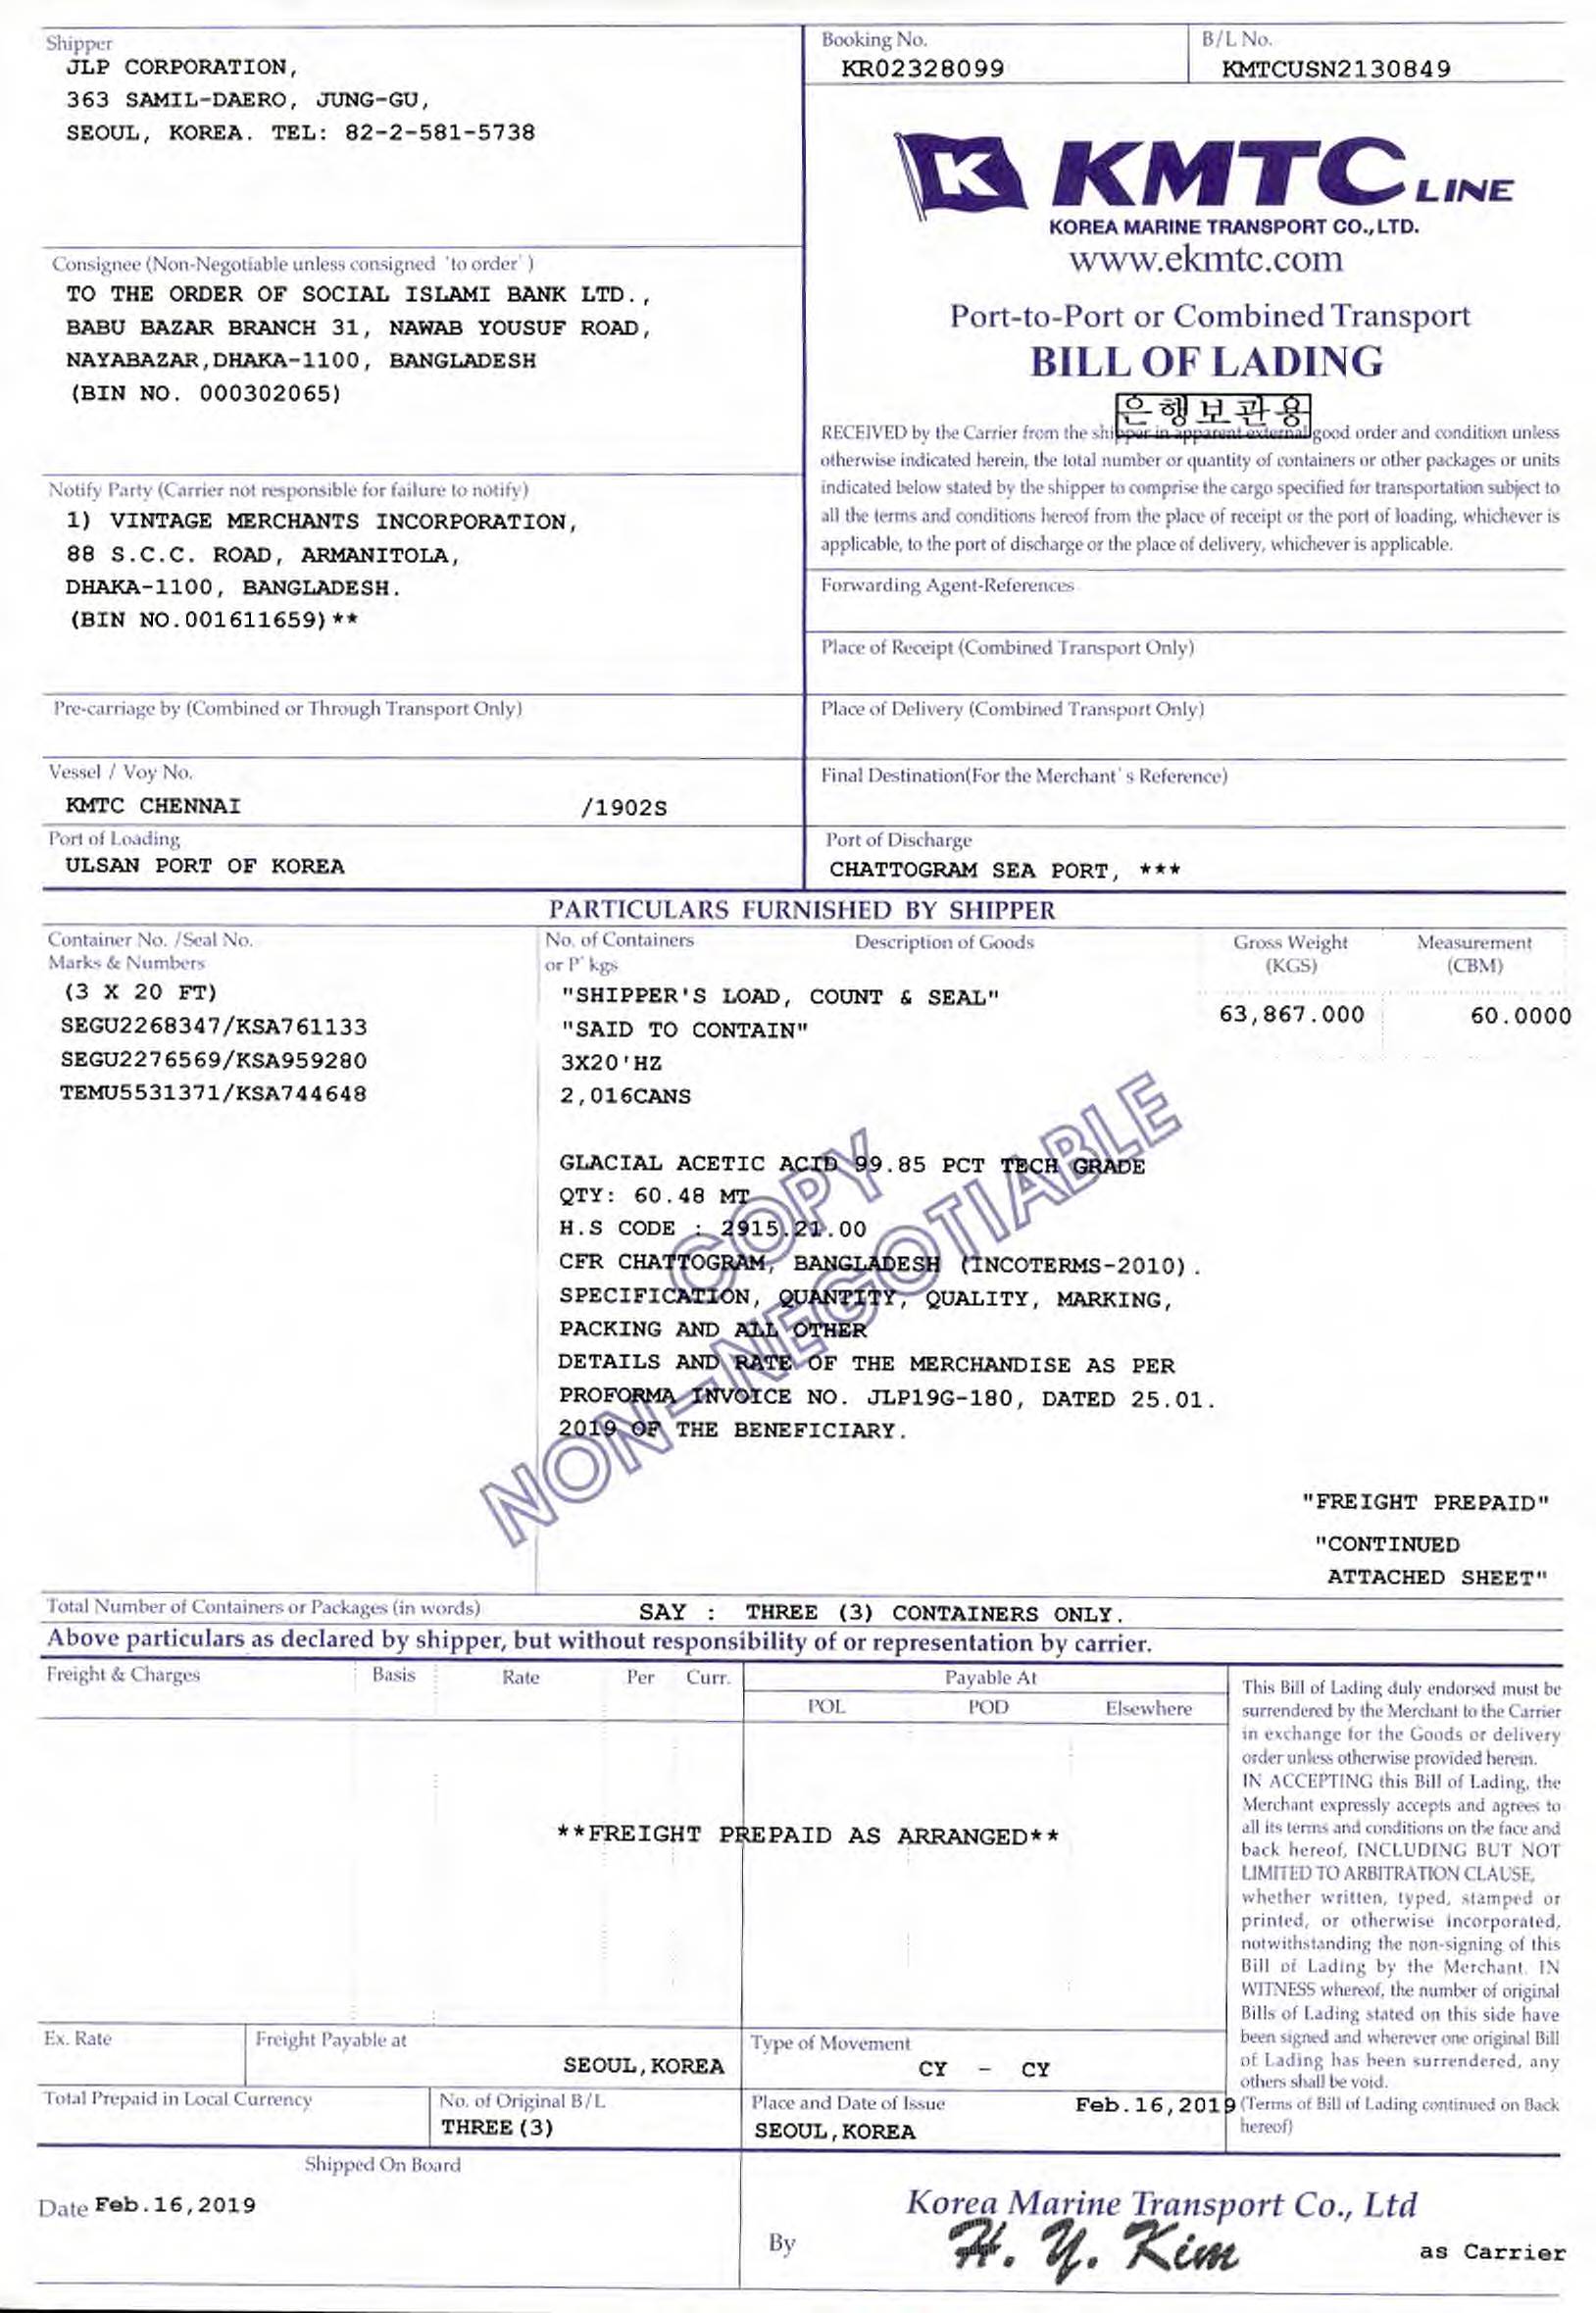 Shipper
JLP CORPORATION,
363 SAMIL-DAERO, JUNG-GU,
SEOUL, KOREA. TEL: 82-2-581-5738
Booking No.
KR02328099
B/L No.
KMTCUSN2130849
K KMTC LINE
KOREA MARINE TRANSPORT CO.,LTD.
www.ekmtc.com
Port-to-Port or Combined Transport
BILL OF LADING
은행보관용
RECEIVED by the Carrier from the shipper in apparent external good order and condition unless
otherwise indicated herein, the total number or quantity of containers or other packages or units
indicated below stated by the shipper to comprise the cargo specified for transportation subject to
all the terms and conditions hereof from the place of receipt or the port of loading, whichever is
applicable, to the port of discharge or the place of delivery, whichever is applicable.
Consignee (Non-Negotiable unless consigned 'to order' )
TO THE ORDER OF SOCIAL ISLAMI BANK LTD.,
BABU BAZAR BRANCH 31, NAWAB YOUSUF ROAD,
NAYABAZAR,DHAKA-1100, BANGLADESH
(BIN NO. 000302065)
Notify Party (Carrier not responsible for failure to notify)
1) VINTAGE MERCHANTS INCORPORATION,
88 S.C.C. ROAD, ARMANITOLA,
DHAKA-1100, BANGLADESH.
(BIN NO.001611659)**
Forwarding Agent-References
Place of Receipt (Combined Transport Only)
Pre-carriage by (Combined or Through Transport Only)
Place of Delivery (Combined Transport Only)
Vessel / Voy No.
KMTC CHENNAI /1902S
Final Destination(For the Merchant's Reference)
Port of Loading
ULSAN PORT OF KOREA
Port of Discharge
CHATTOGRAM SEA PORT, ***
PARTICULARS FURNISHED BY SHIPPER
Container No. /Seal No.
Marks & Numbers
No. of Containers
or P'kgs
Description of Goods
Gross Weight
(KGS)
Measurement
(CBM)
(3 X 20 FT)
SEGU2268347/KSA761133
SEGU2276569/KSA959280
TEMU5531371/KSA744648
"SHIPPER'S LOAD, COUNT & SEAL"
"SAID TO CONTAIN"
3X20'HZ
2,016CANS
63,867.000
60.0000
GLACIAL ACETIC ACID 99.85 PCT TECH GRADE
QTY: 60.48 MT
H.S CODE : 2915.21.00
CFR CHATTOGRAM, BANGLADESH (INCOTERMS-2010).
SPECIFICATION, QUANTITY, QUALITY, MARKING,
PACKING AND ALL OTHER
DETAILS AND RATE OF THE MERCHANDISE AS PER
PROFORMA INVOICE NO. JLP19G-180, DATED 25.01.
2019 OF THE BENEFICIARY.
COPY
NON-NEGOTIABLE
"FREIGHT PREPAID"
"CONTINUED
ATTACHED SHEET"
Total Number of Containers or Packages (in words)
SAY : THREE (3) CONTAINERS ONLY.
Above particulars as declared by shipper, but without responsibility of or representation by carrier.
Freight & Charges
Basis
Rate
Per
Curr.
Payable At
POL
POD
Elsewhere
**FREIGHT PREPAID AS ARRANGED**
This Bill of Lading duly endorsed must be
surrendered by the Merchant to the Carrier
in exchange for the Goods or delivery
order unless otherwise provided herein.
IN ACCEPTING this Bill of Lading, the
Merchant expressly accepts and agrees to
all its terms and conditions on the face and
back hereof, INCLUDING BUT NOT
LIMITED TO ARBITRATION CLAUSE,
whether written, typed, stamped or
printed, or otherwise incorporated,
notwithstanding the non-signing of this
Bill of Lading by the Merchant. IN
WITNESS whereof, the number of original
Bills of Lading stated on this side have
been signed and wherever one original Bill
of Lading has been surrendered, any
others shall be void.
(Terms of Bill of Lading continued on Back
hereof)
Ex. Rate
Freight Payable at
SEOUL,KOREA
Type of Movement
CY - CY
Total Prepaid in Local Currency
No. of Original B/L
THREE(3)
Place and Date of Issue
Feb.16,2019
SEOUL,KOREA
Shipped On Board
Date Feb.16,2019
Korea Marine Transport Co., Ltd
By
H. Y. Kim
as Carrier